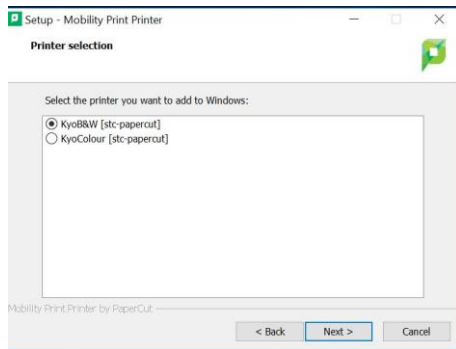 Setup - Mobility Print Printer
Printer selection
Select the printer you want to add to Windows:
KyoB&W [stc-papercut]
KyoColour [stc-papercut]
Mobility Print Printer by PaperCut
< Back Next > Cancel